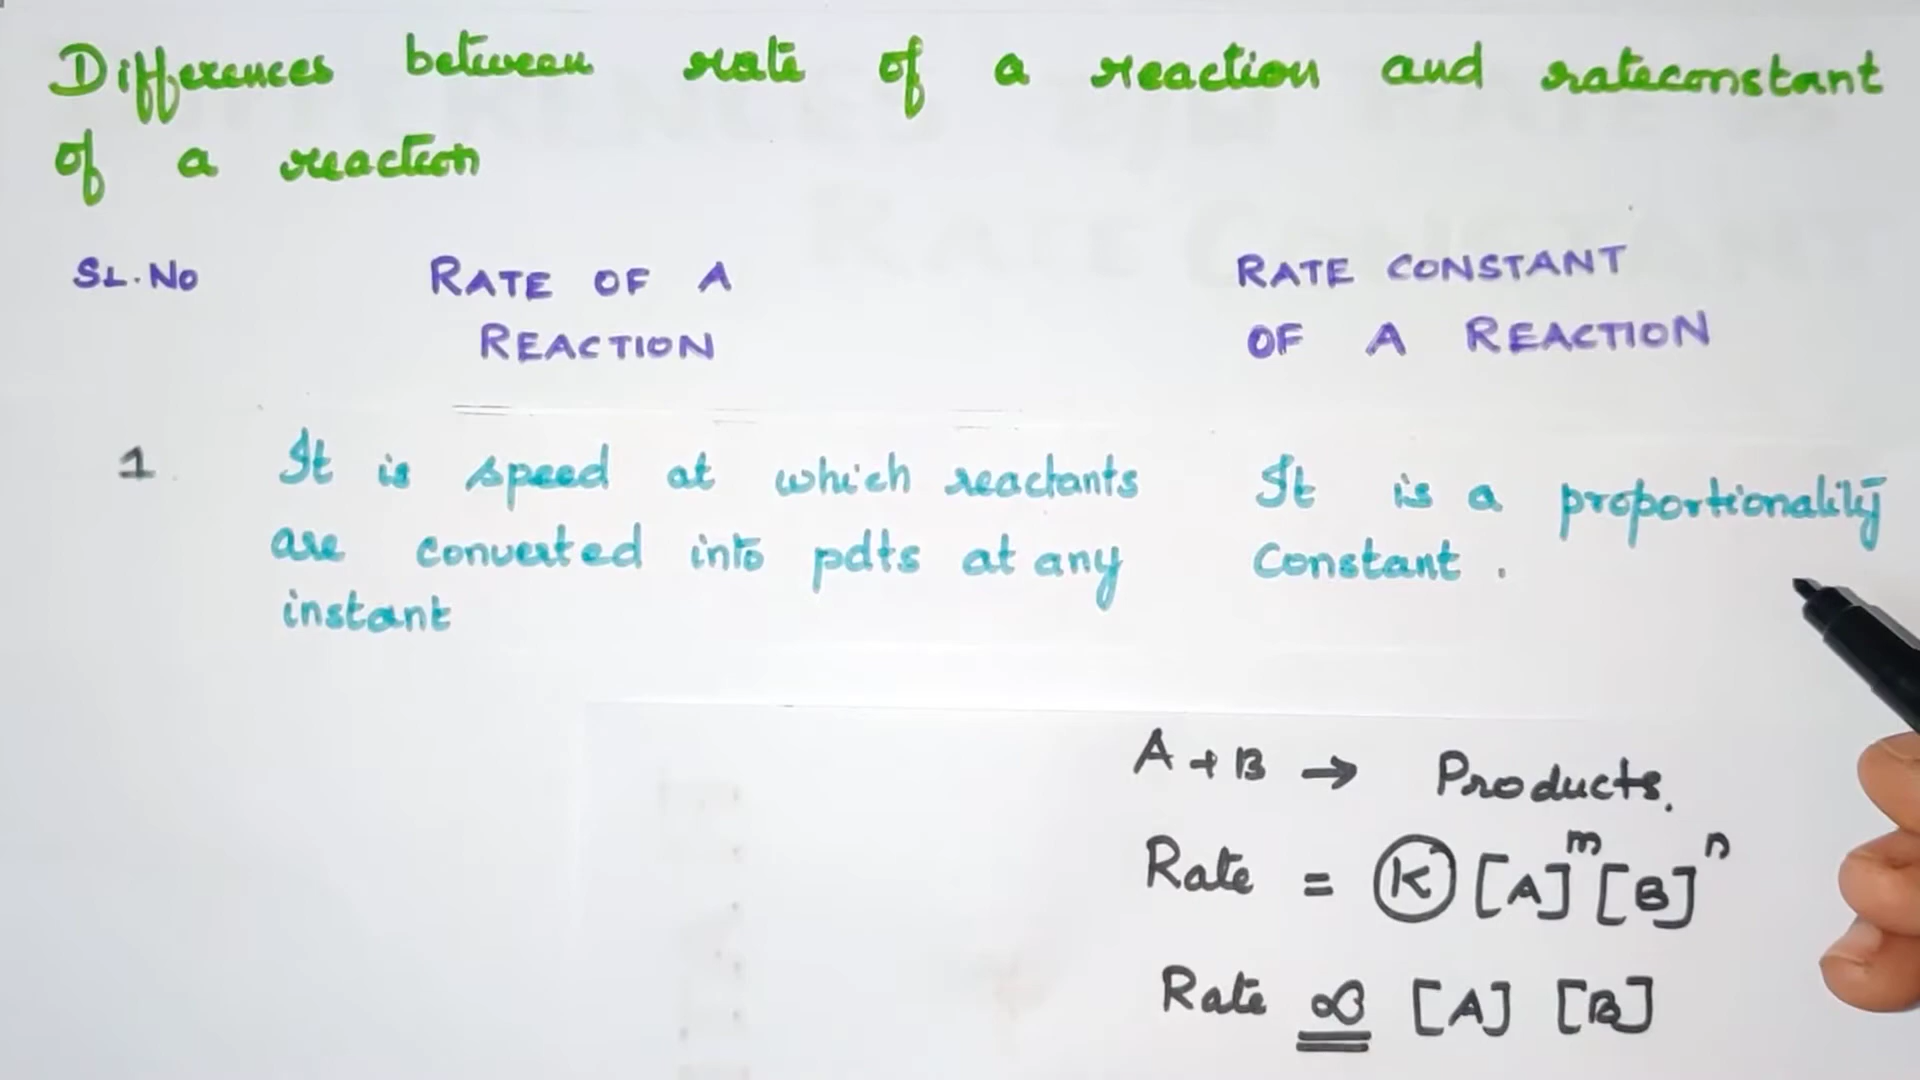 Differences between rate of a reaction and rateconstant
of a reaction
SL.NO
RATE OF A
REACTION
RATE CONSTANT
OF A REACTION
1
It is speed at which reactants
are converted into pdts at any
instant
It is a proportionality
Constant.
A + B → Products.
Rate = K [A]^m [B]^n
Rate ∝ [A] [B]